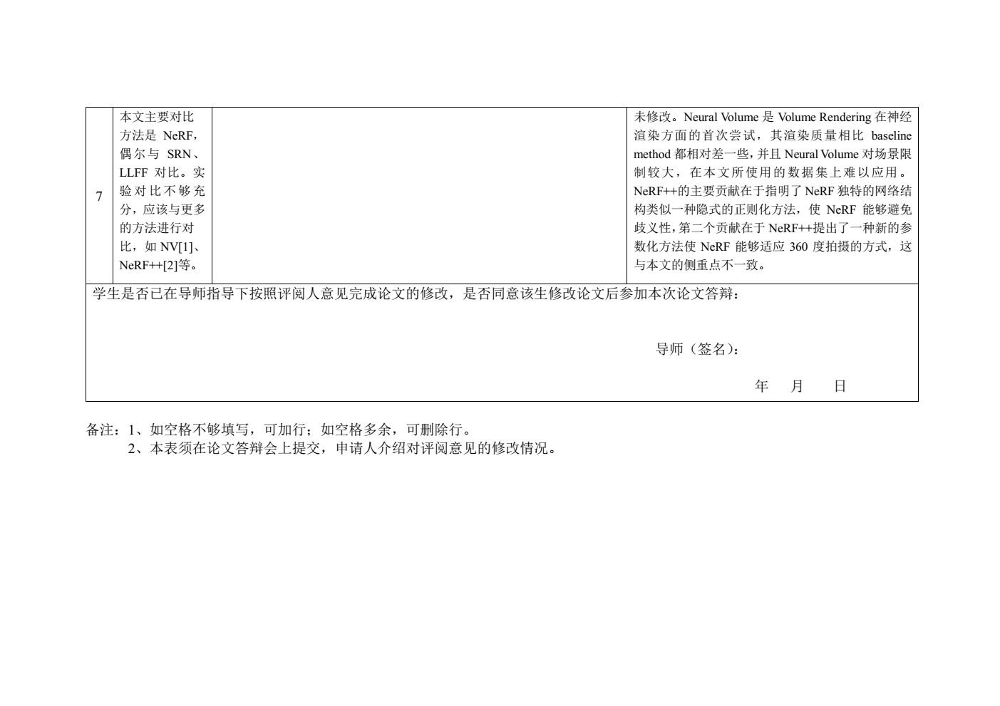 7
本文主要对比
方法是 NeRF，
偶尔与 SRN、
LLFF 对比。实
验对比不够充
分，应该与更多
的方法进行对
比，如 NV[1]、
NeRF++[2]等。
未修改。Neural Volume 是 Volume Rendering 在神经
渲染方面的首次尝试，其渲染质量相比 baseline
method 都相对差一些，并且 Neural Volume 对场景限
制较大，在本文所使用的数据集上难以应用。
NeRF++的主要贡献在于指明了 NeRF 独特的网络结
构类似一种隐式的正则化方法，使 NeRF 能够避免
歧义性，第二个贡献在于 NeRF++提出了一种新的参
数化方法使 NeRF 能够适应 360 度拍摄的方式，这
与本文的侧重点不一致。
学生是否已在导师指导下按照评阅人意见完成论文的修改，是否同意该生修改论文后参加本次论文答辩：
导师（签名）：
年 月 日
备注：1、如空格不够填写，可加行；如空格多余，可删除行。
2、本表须在论文答辩会上提交，申请人介绍对评阅意见的修改情况。